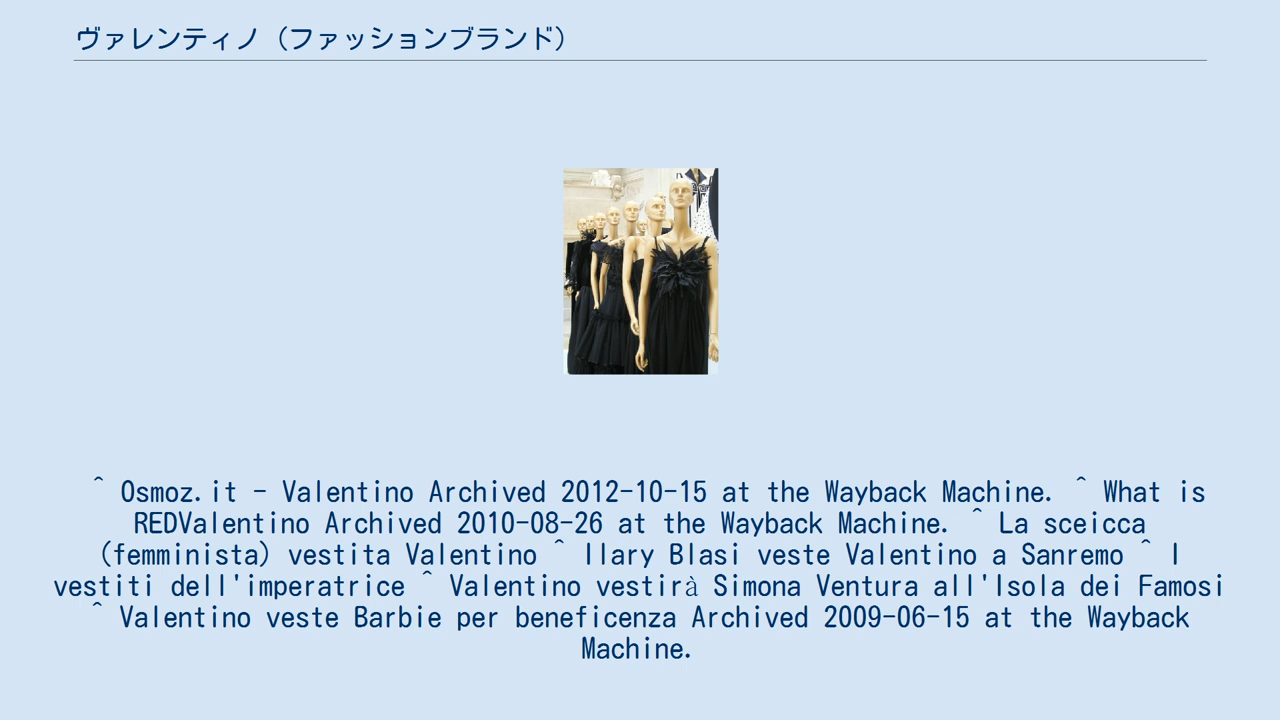 ヴァレンティノ（ファッションブランド）
^ Osmoz.it - Valentino Archived 2012-10-15 at the Wayback Machine. ^ What is
REDValentino Archived 2010-08-26 at the Wayback Machine. ^ La sceicca
(femminista) vestita Valentino ^ Ilary Blasi veste Valentino a Sanremo ^ I
vestiti dell'imperatrice ^ Valentino vestirà Simona Ventura all'Isola dei Famosi
^ Valentino veste Barbie per beneficenza Archived 2009-06-15 at the Wayback
Machine.